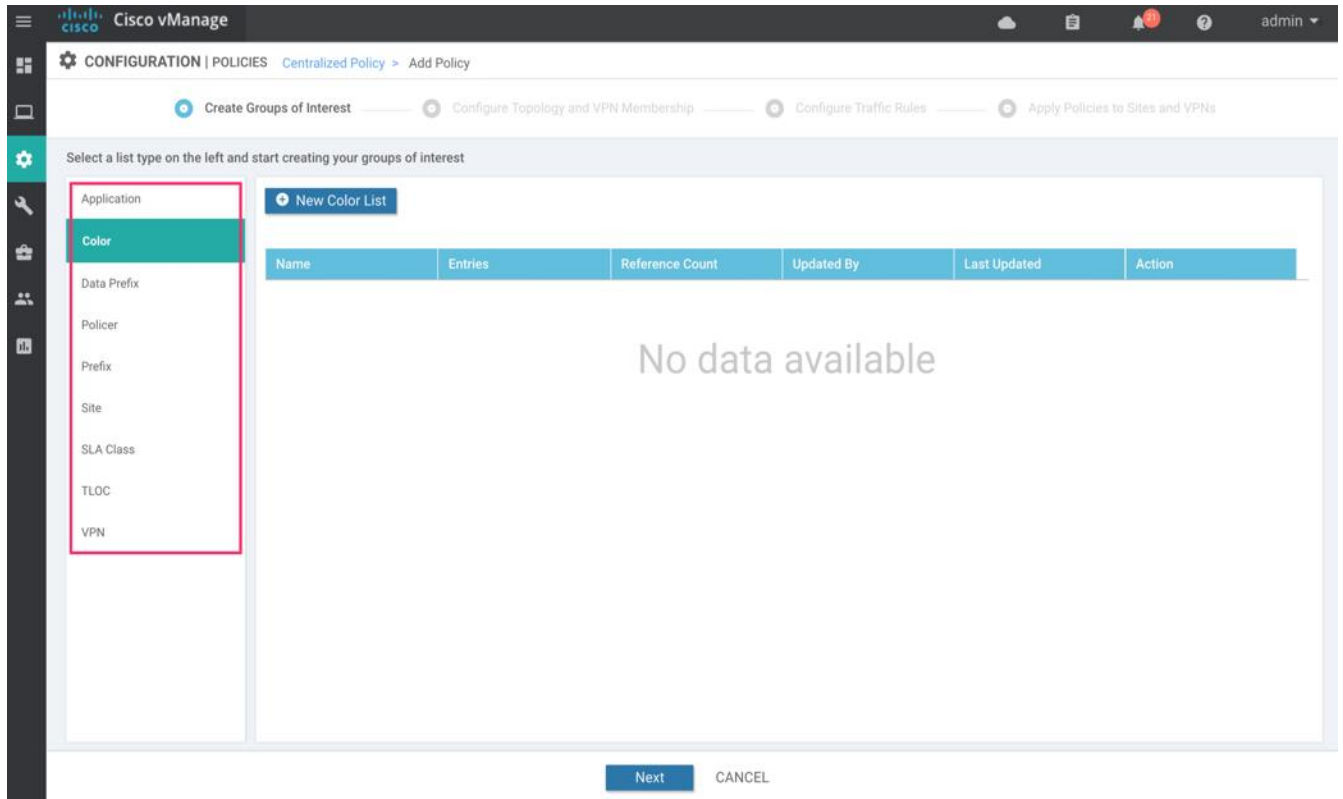 cisco Cisco vManage 21 admin
CONFIGURATION | POLICIES Centralized Policy > Add Policy
Create Groups of Interest Configure Topology and VPN Membership Configure Traffic Rules Apply Policies to Sites and VPNs
Select a list type on the left and start creating your groups of interest
Application
Color
Data Prefix
Policer
Prefix
Site
SLA Class
TLOC
VPN
New Color List
Name Entries Reference Count Updated By Last Updated Action
No data available
Next CANCEL